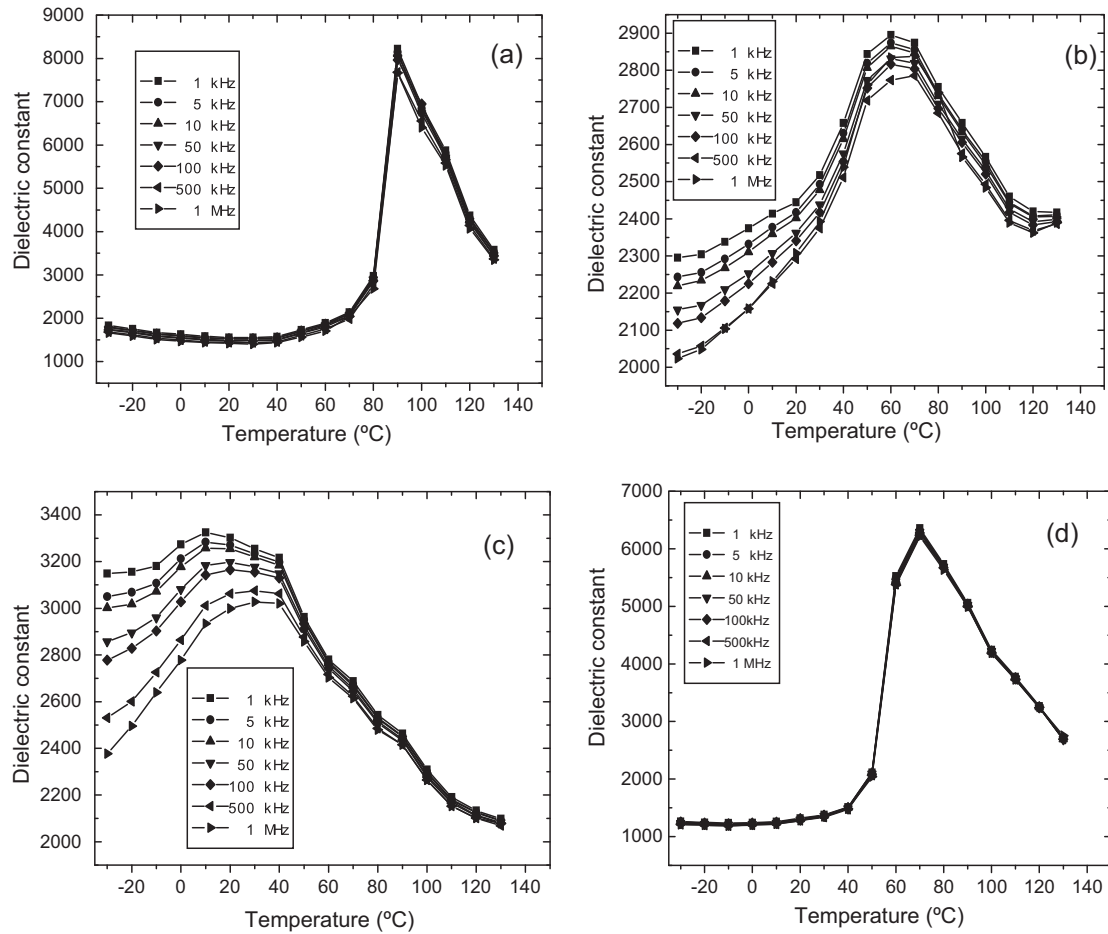 9000
8000
7000
6000
5000
4000
3000
2000
1000
Dielectric constant
1 kHz
5 kHz
10 kHz
50 kHz
100 kHz
500 kHz
1 MHz
(a)
-20 0 20 40 60 80 100 120 140
Temperature (ºC)
2900
2800
2700
2600
2500
2400
2300
2200
2100
2000
Dielectric constant
1 kHz
5 kHz
10 kHz
50 kHz
100 kHz
500 kHz
1 MHz
(b)
-20 0 20 40 60 80 100 120 140
Temperature (ºC)
3400
3200
3000
2800
2600
2400
2200
2000
Dielectric constant
(c)
1 kHz
5 kHz
10 kHz
50 kHz
100 kHz
500 kHz
1 MHz
-20 0 20 40 60 80 100 120 140
Temperature (ºC)
7000
6000
5000
4000
3000
2000
1000
Dielectric constant
1 kHz
5 kHz
10 kHz
50 kHz
100kHz
500kHz
1 MHz
(d)
-20 0 20 40 60 80 100 120 140
Temperature (ºC)